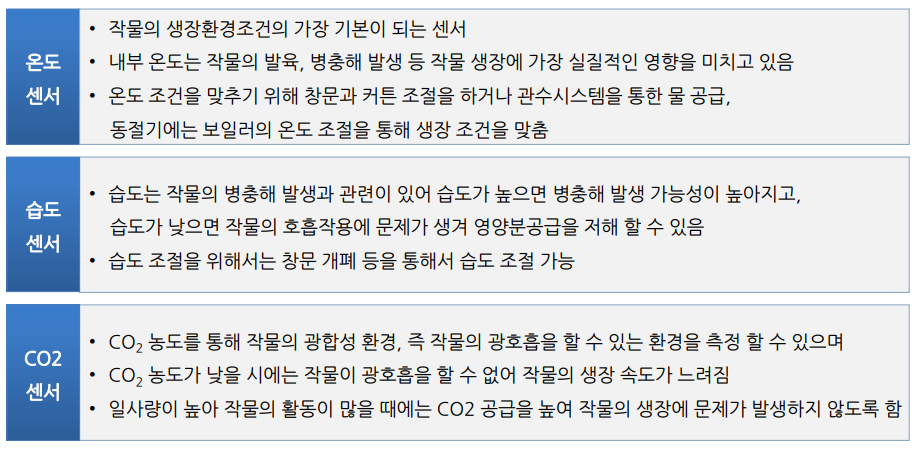 온도
센서
• 작물의 생장환경조건의 가장 기본이 되는 센서
• 내부 온도는 작물의 발육, 병충해 발생 등 작물 생장에 가장 실질적인 영향을 미치고 있음
• 온도 조건을 맞추기 위해 창문과 커튼 조절을 하거나 관수시스템을 통한 물 공급,
동절기에는 보일러의 온도 조절을 통해 생장 조건을 맞춤
습도
센서
• 습도는 작물의 병충해 발생과 관련이 있어 습도가 높으면 병충해 발생 가능성이 높아지고,
습도가 낮으면 작물의 호흡작용에 문제가 생겨 영양분공급을 저해 할 수 있음
• 습도 조절을 위해서는 창문 개폐 등을 통해서 습도 조절 가능
CO2
센서
• CO₂ 농도를 통해 작물의 광합성 환경, 즉 작물의 광호흡을 할 수 있는 환경을 측정 할 수 있으며
• CO₂ 농도가 낮을 시에는 작물이 광호흡을 할 수 없어 작물의 생장 속도가 느려짐
• 일사량이 높아 작물의 활동이 많을 때에는 CO2 공급을 높여 작물의 생장에 문제가 발생하지 않도록 함